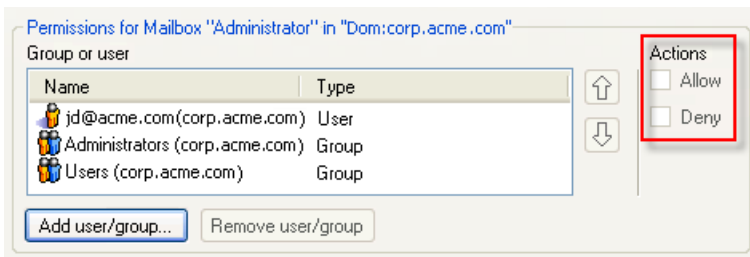 Permissions for Mailbox "Administrator" in "Dom:corp.acme.com"
Group or user
Actions
Name Type
Allow
jd@acme.com(corp.acme.com) User
Deny
Administrators (corp.acme.com) Group
Users (corp.acme.com) Group
Add user/group... Remove user/group